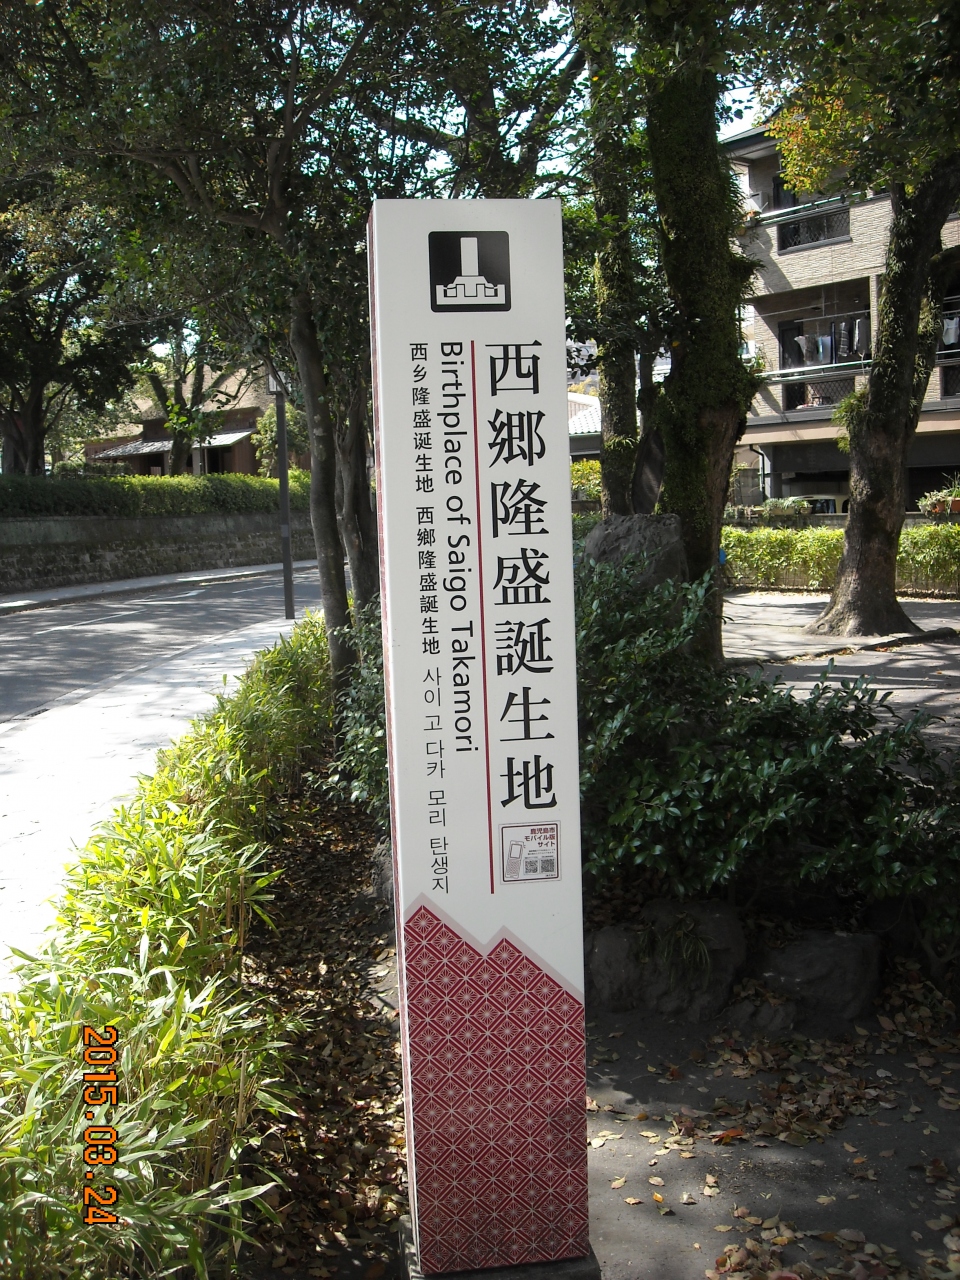 西郷隆盛誕生地
Birthplace of Saigo Takamori
西乡隆盛诞生地 西鄉隆盛誕生地 사이고 다카 모리 탄생지
鹿児島市
モバイル版
サイト
2015.03.24